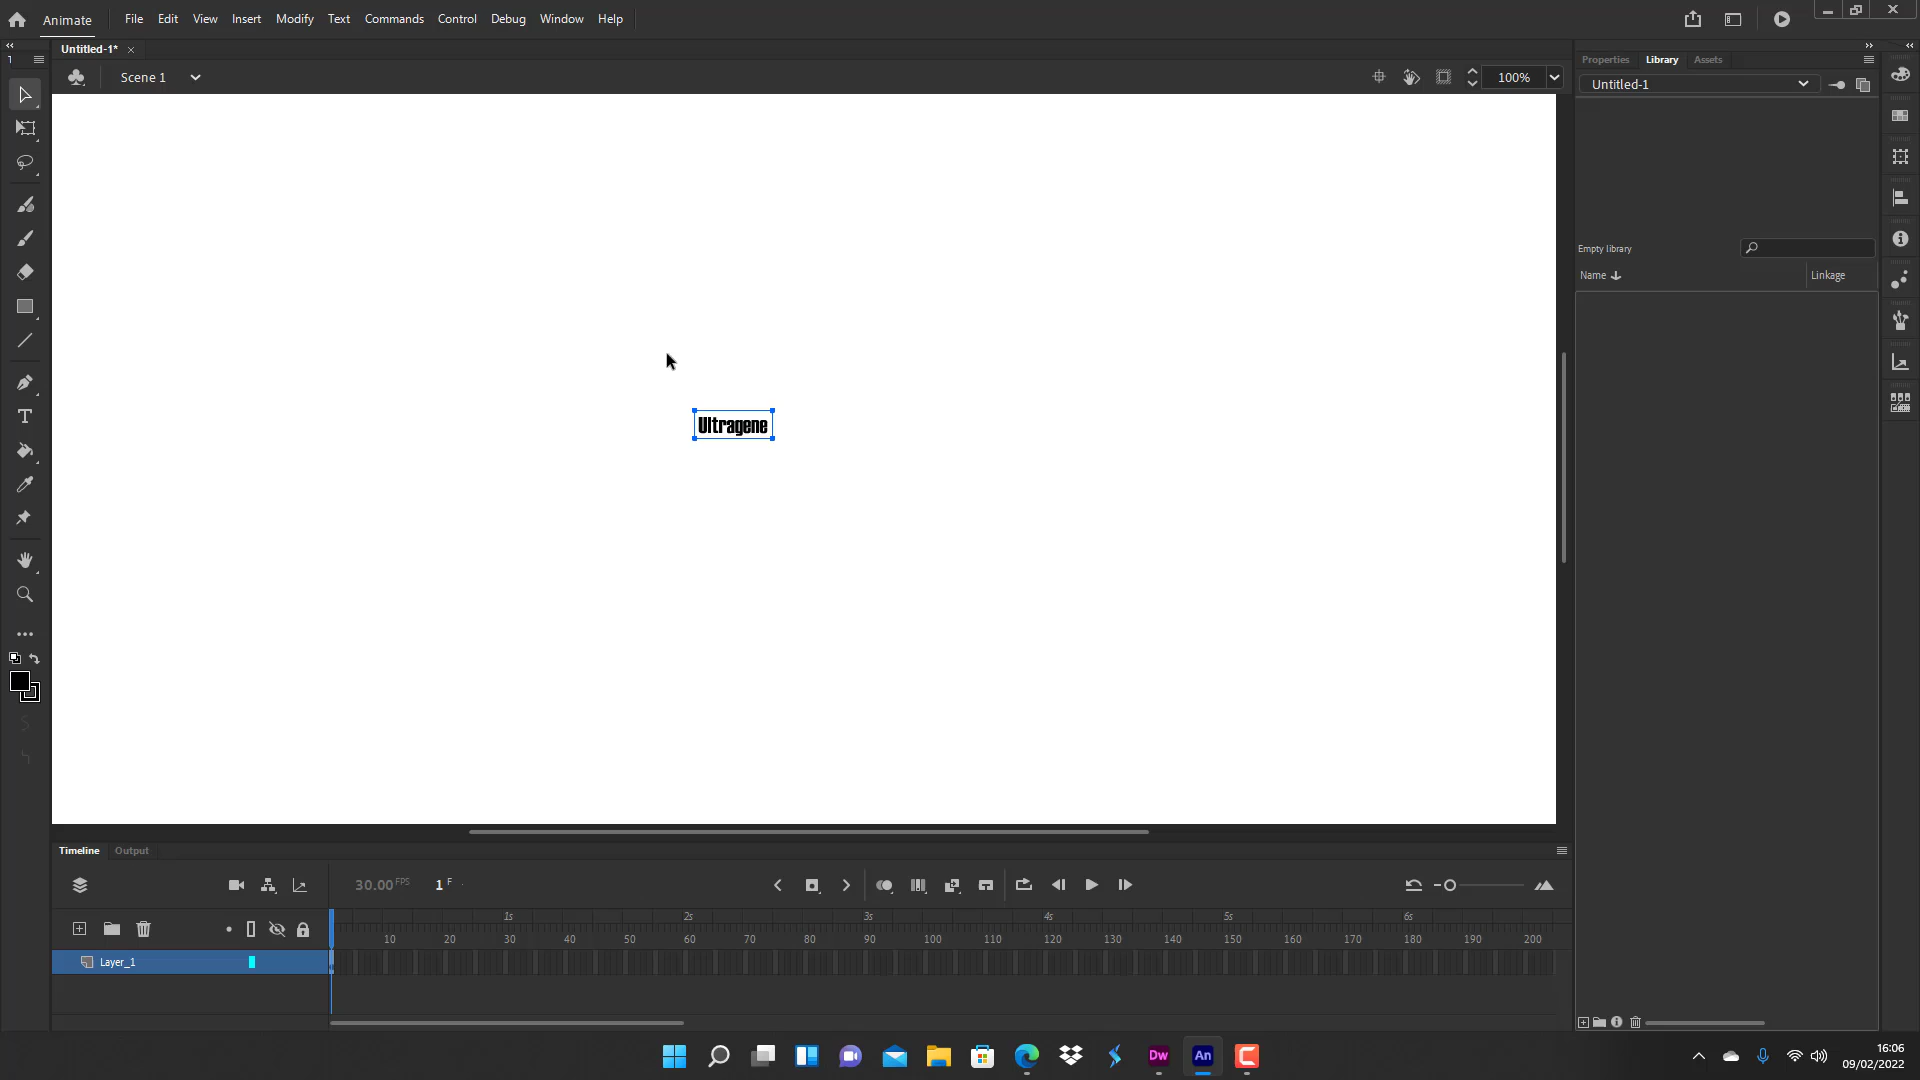 Animate
File Edit View Insert Modify Text Commands Control Debug Window Help
Untitled-1*
Scene 1
100%
Properties Library Assets
Untitled-1
Empty library
Name Linkage
Ultragene
Timeline Output
30.00 FPS 1 F
1s 2s 3s 4s 5s 6s
10 20 30 40 50 60 70 80 90 100 110 120 130 140 150 160 170 180 190 200
Layer_1
Dw An
16:06
09/02/2022